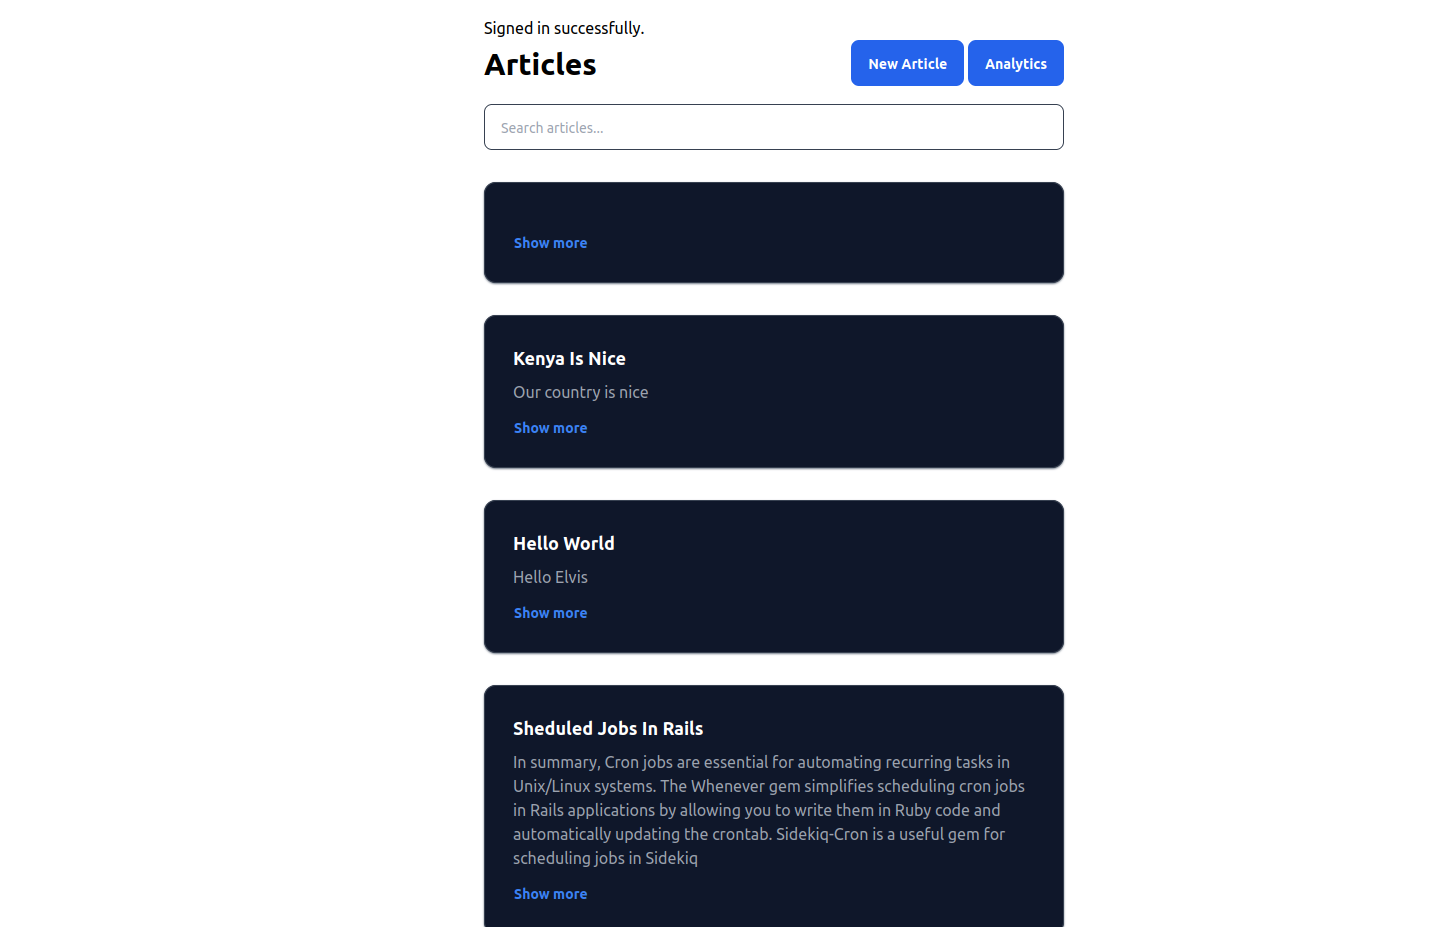 Signed in successfully.
Articles
New Article
Analytics
Search articles...
Show more
Kenya Is Nice
Our country is nice
Show more
Hello World
Hello Elvis
Show more
Sheduled Jobs In Rails
In summary, Cron jobs are essential for automating recurring tasks in
Unix/Linux systems. The Whenever gem simplifies scheduling cron jobs
in Rails applications by allowing you to write them in Ruby code and
automatically updating the crontab. Sidekiq-Cron is a useful gem for
scheduling jobs in Sidekiq
Show more